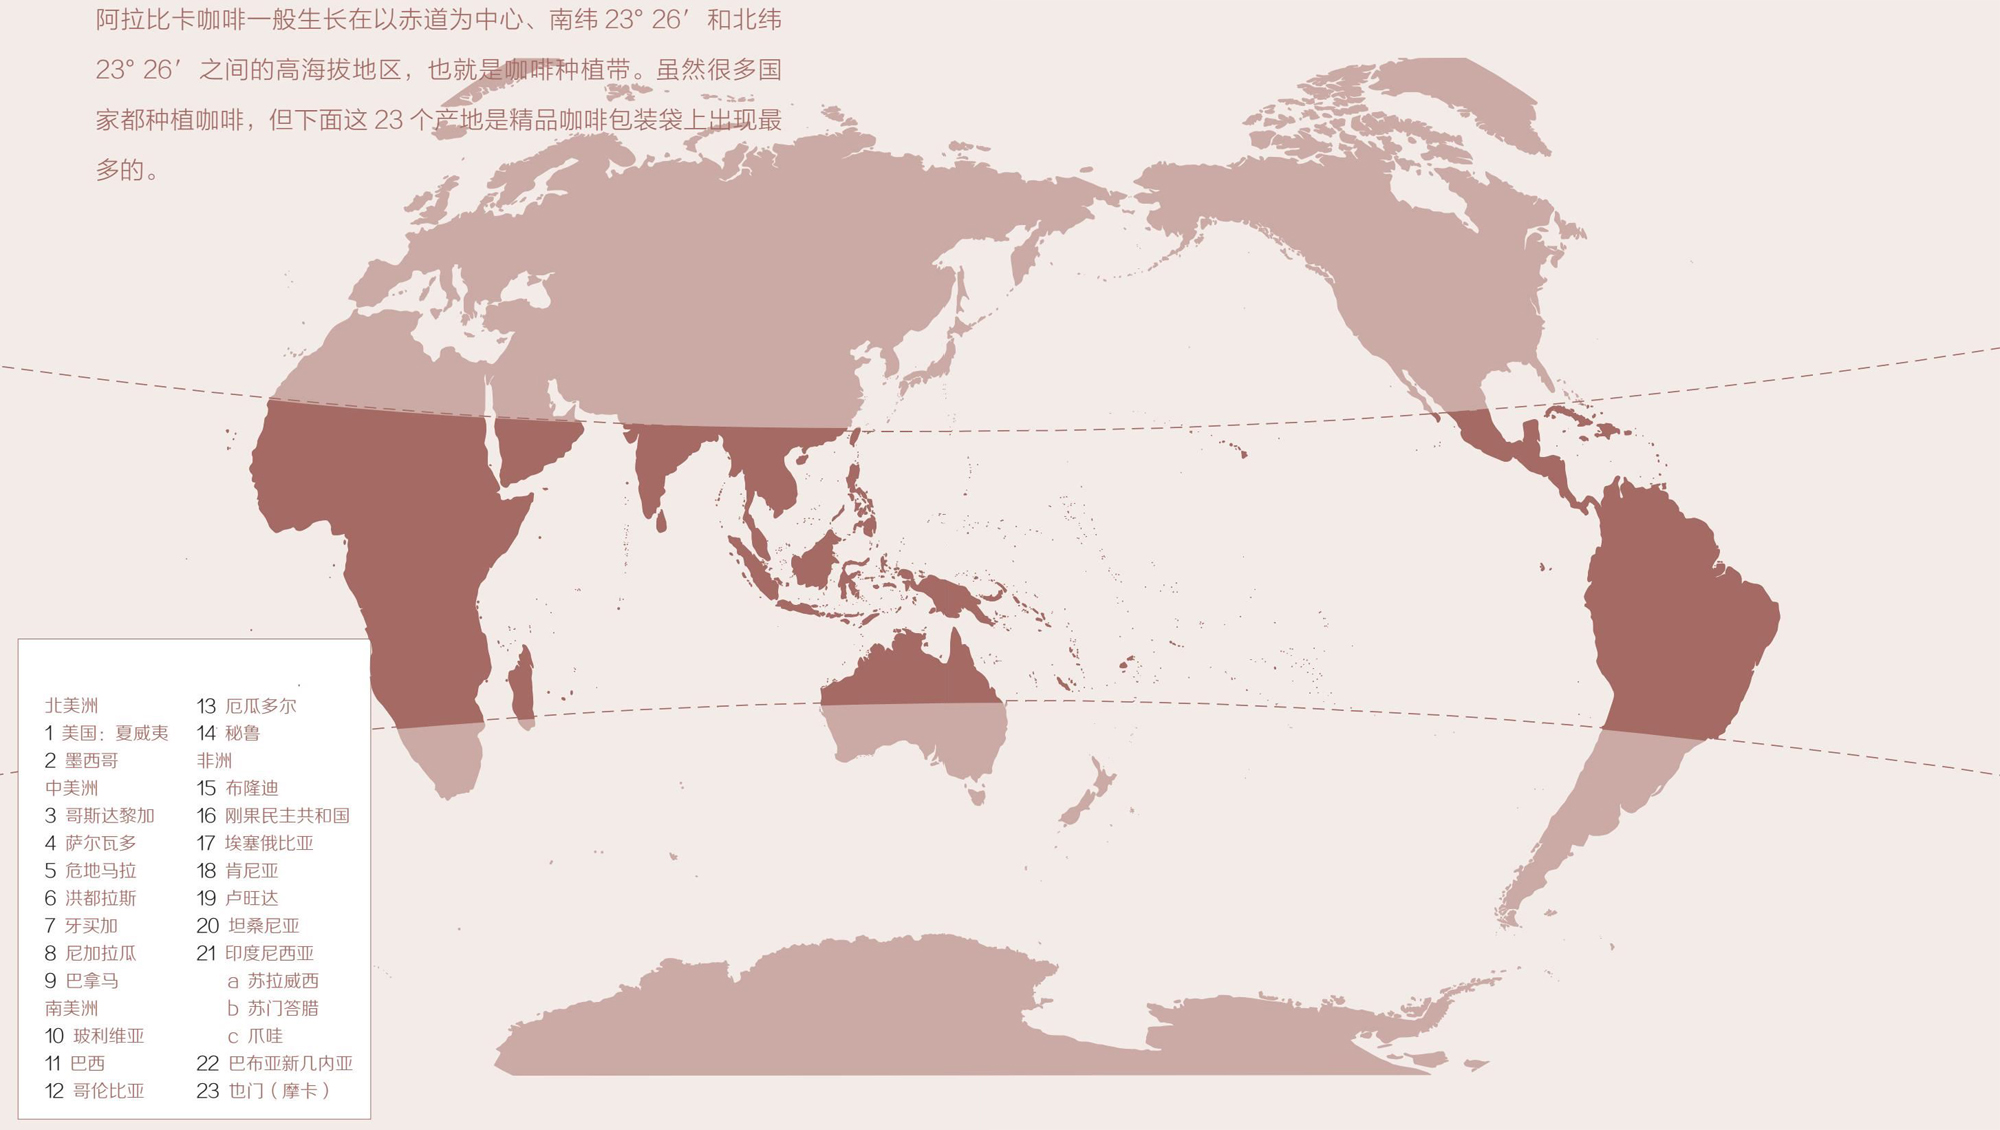 阿拉比卡咖啡一般生长在以赤道为中心、南纬 23° 26′ 和北纬
23° 26′ 之间的高海拔地区，也就是咖啡种植带。虽然很多国
家都种植咖啡，但下面这 23 个产地是精品咖啡包装袋上出现最
多的。
北美洲
1 美国：夏威夷
2 墨西哥
中美洲
3 哥斯达黎加
4 萨尔瓦多
5 危地马拉
6 洪都拉斯
7 牙买加
8 尼加拉瓜
9 巴拿马
南美洲
10 玻利维亚
11 巴西
12 哥伦比亚
13 厄瓜多尔
14 秘鲁
非洲
15 布隆迪
16 刚果民主共和国
17 埃塞俄比亚
18 肯尼亚
19 卢旺达
20 坦桑尼亚
21 印度尼西亚
a 苏拉威西
b 苏门答腊
c 爪哇
22 巴布亚新几内亚
23 也门（摩卡）